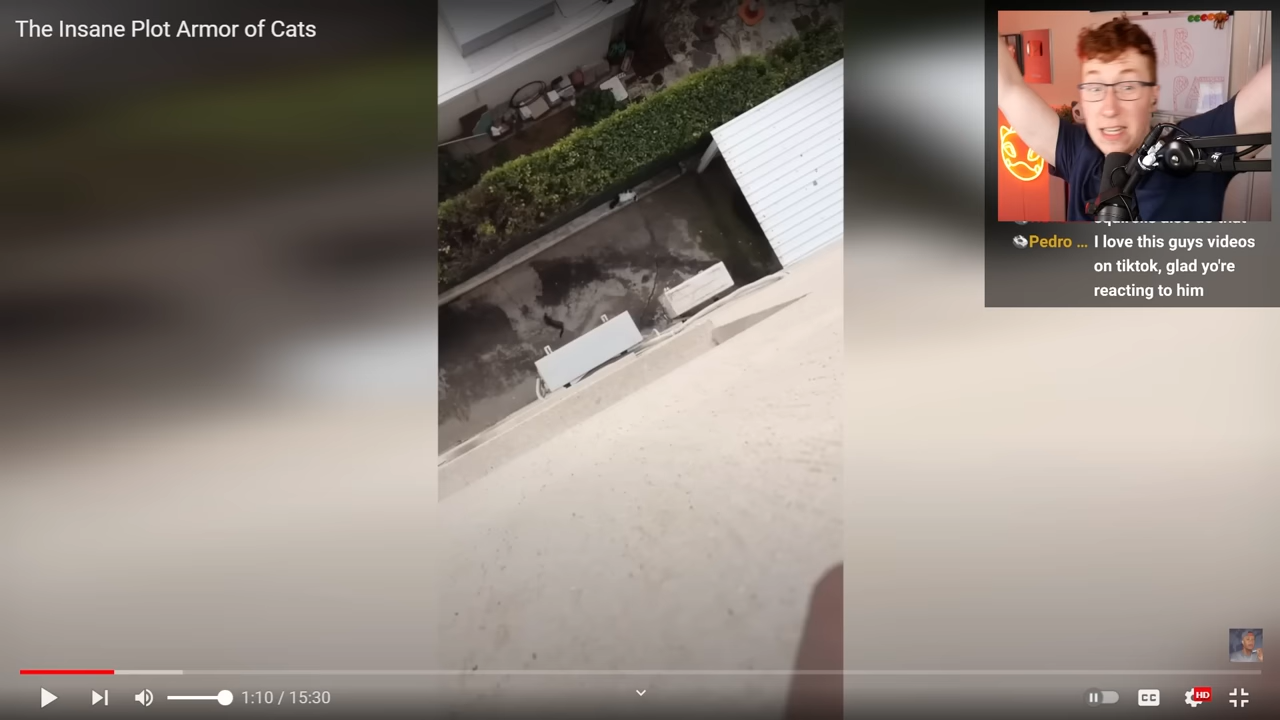 The Insane Plot Armor of Cats
Pedro ... I love this guys videos
on tiktok, glad yo're
reacting to him
1:10 / 15:30
CC
HD